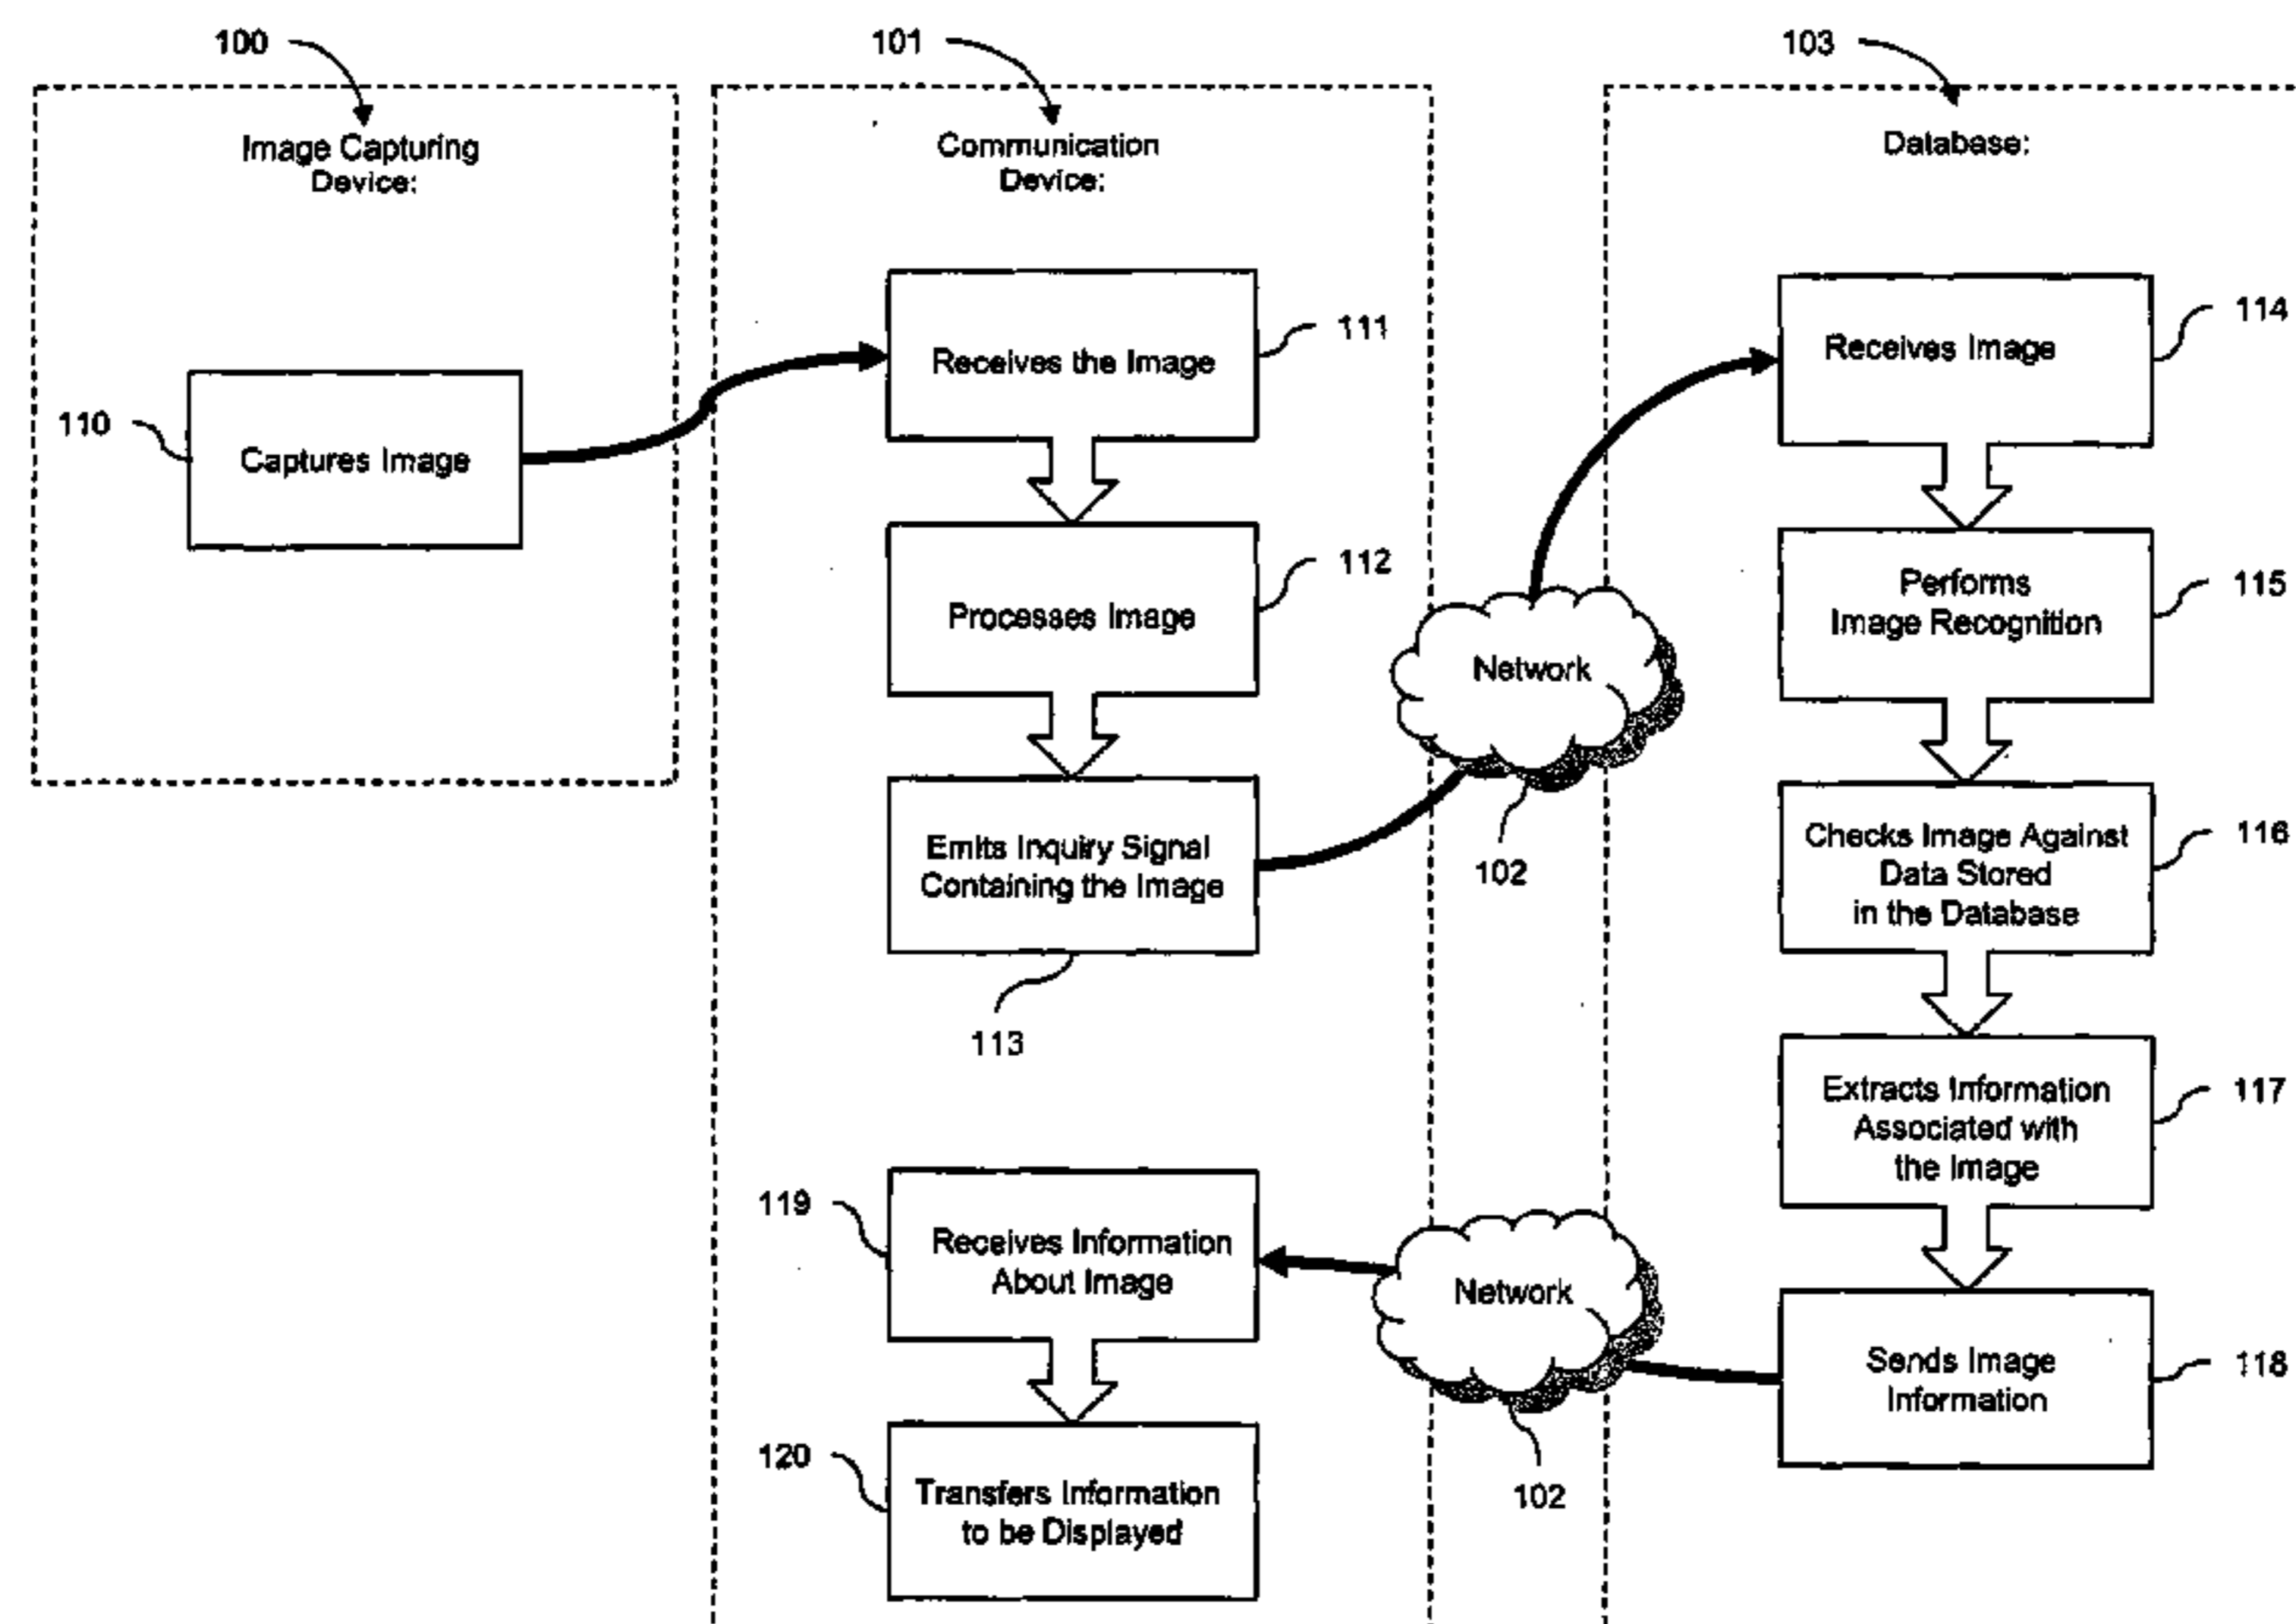 100
Image Capturing
Device:
110
Captures Image
101
Communication
Device:
111
Receives the Image
112
Processes Image
Emits Inquiry Signal
Containing the Image
113
119
Receives Information
About Image
120
Transfers Information
to be Displayed
Network
102
Network
102
103
Database:
114
Receives Image
115
Performs
Image Recognition
116
Checks Image Against
Data Stored
in the Database
117
Extracts Information
Associated with
the Image
118
Sends Image
Information